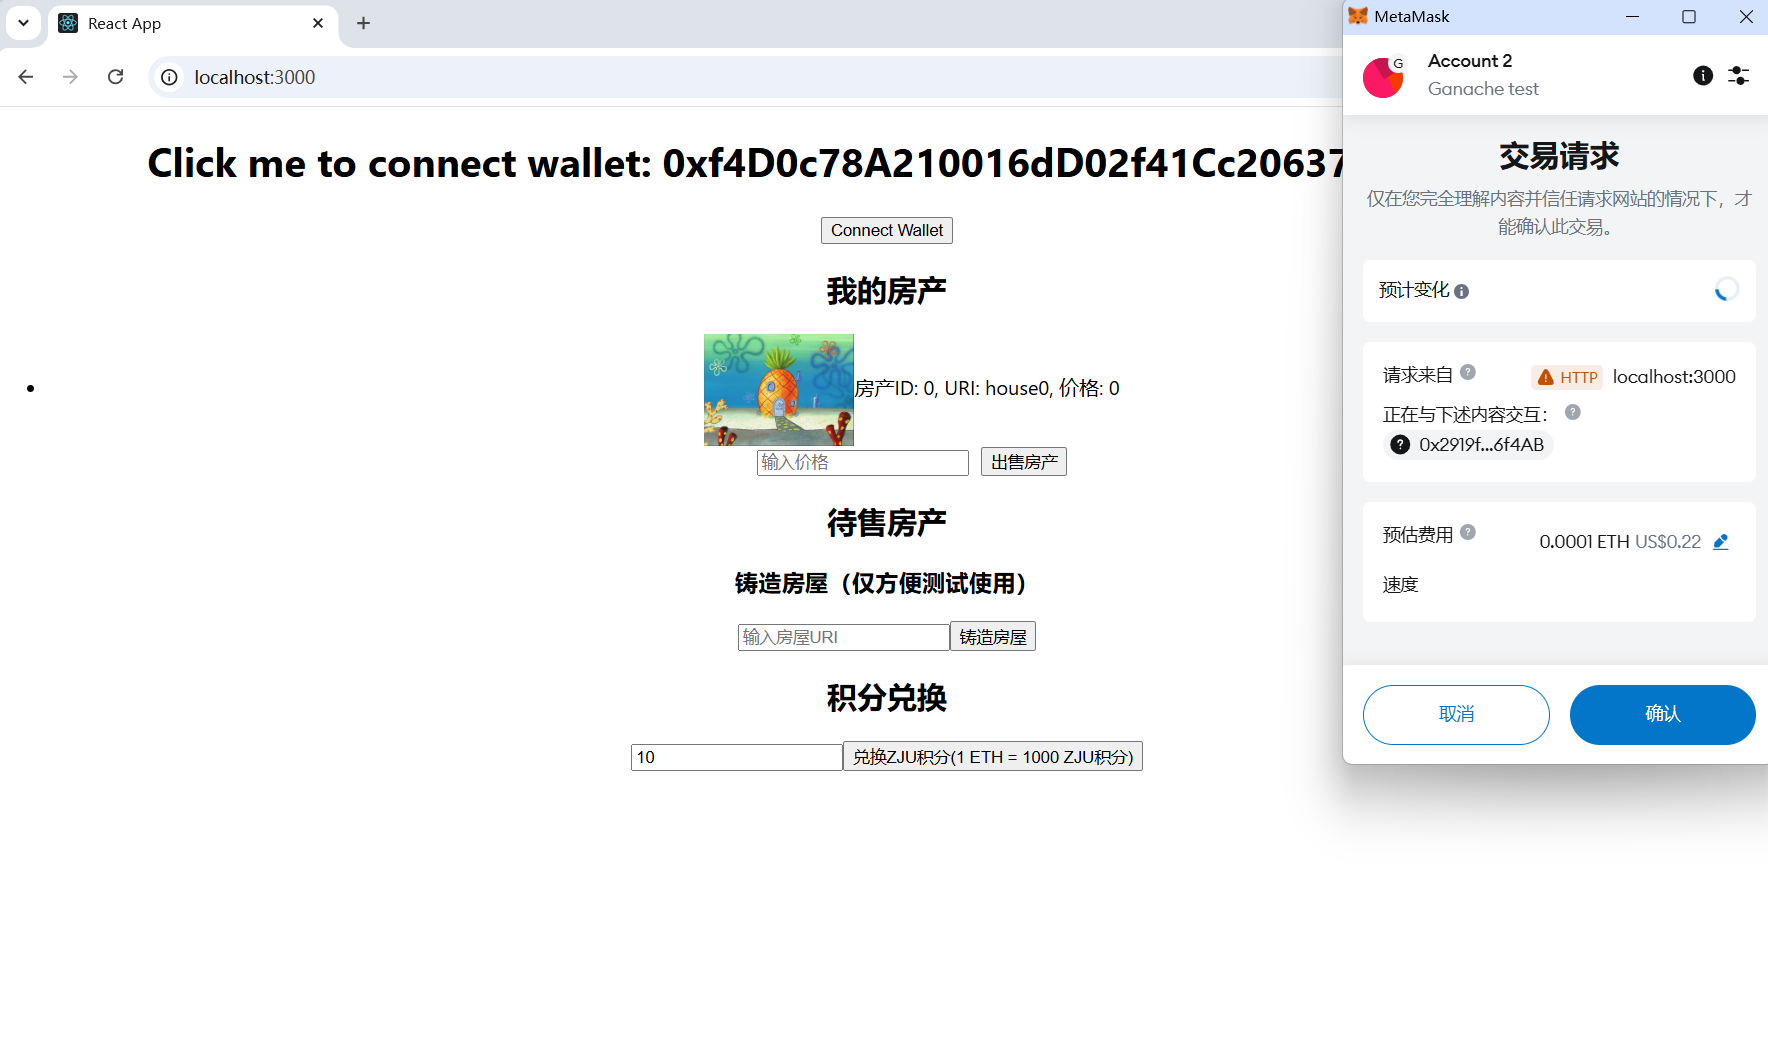 React App
localhost:3000
Click me to connect wallet: 0xf4D0c78A210016dD02f41Cc20637
Connect Wallet
我的房产
房产ID: 0, URI: house0, 价格: 0
输入价格
出售房产
待售房产
铸造房屋（仅方便测试使用）
输入房屋URI
铸造房屋
积分兑换
10
兑换ZJU积分(1 ETH = 1000 ZJU积分)
MetaMask
G
Account 2
Ganache test
交易请求
仅在您完全理解内容并信任请求网站的情况下，才
能确认此交易。
预计变化
请求来自
HTTP localhost:3000
正在与下述内容交互：
0x2919f...6f4AB
预估费用
0.0001 ETH US$0.22
速度
取消
确认